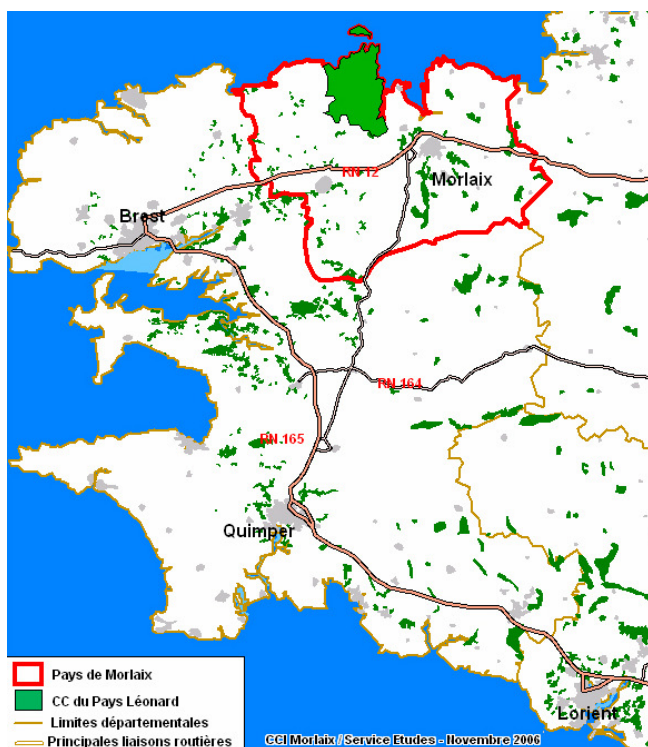 RN 12
Morlaix
Brest
RN 164
RN 165
Quimper
Lorient
Pays de Morlaix
CC du Pays Léonard
Limites départementales
Principales liaisons routières
CCI Morlaix / Service Etudes - Novembre 2006